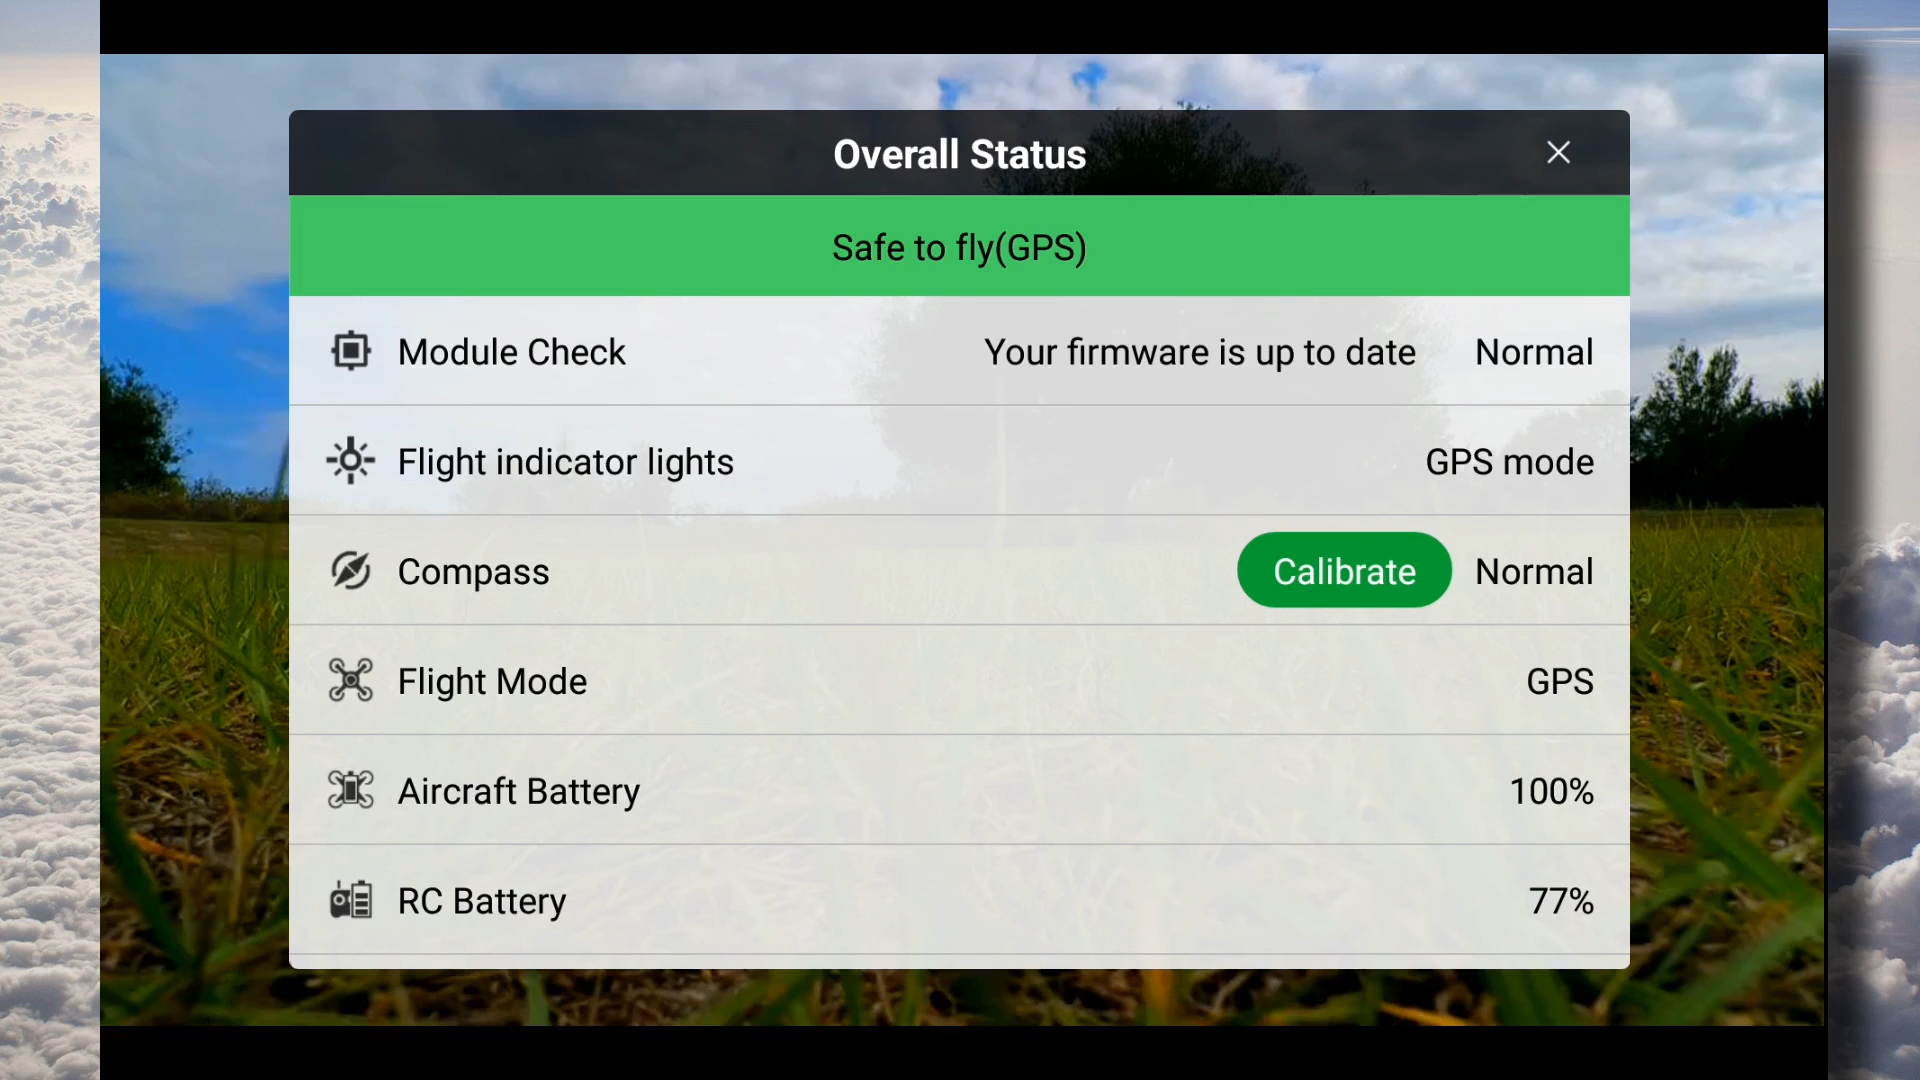 Overall Status
Safe to fly(GPS)
Module Check Your firmware is up to date Normal
Flight indicator lights GPS mode
Compass Calibrate Normal
Flight Mode GPS
Aircraft Battery 100%
RC Battery 77%